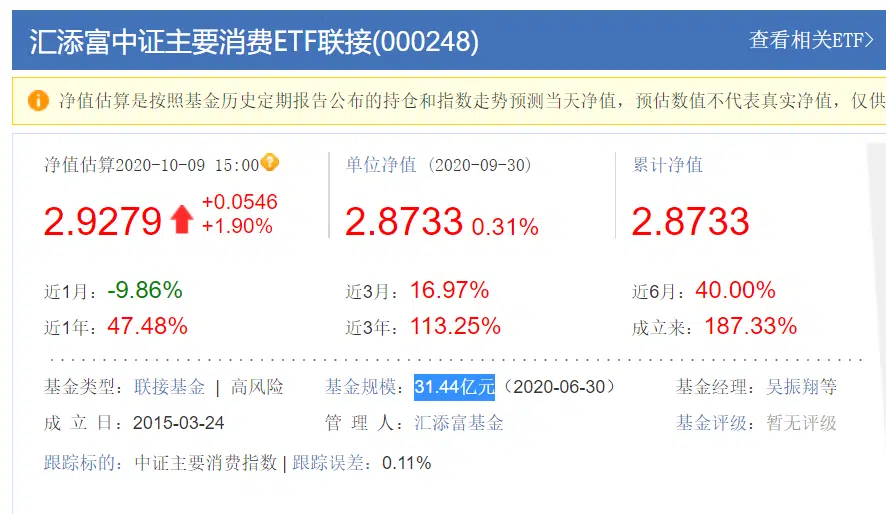 汇添富中证主要消费ETF联接(000248) 查看相关ETF>
净值估算是按照基金历史定期报告公布的持仓和指数走势预测当天净值，预估数值不代表真实净值，仅供
净值估算2020-10-09 15:00 单位净值 (2020-09-30) 累计净值
2.9279 +0.0546 +1.90% 2.8733 0.31% 2.8733
近1月：-9.86% 近3月：16.97% 近6月：40.00%
近1年：47.48% 近3年：113.25% 成立来：187.33%
基金类型：联接基金 | 高风险 基金规模：31.44亿元（2020-06-30） 基金经理：吴振翔等
成 立 日：2015-03-24 管 理 人：汇添富基金 基金评级：暂无评级
跟踪标的：中证主要消费指数 | 跟踪误差：0.11%